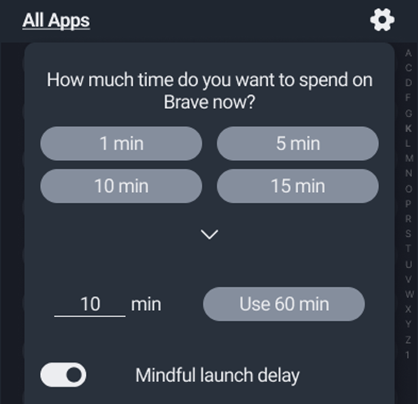 All Apps
How much time do you want to spend on
Brave now?
1 min
5 min
10 min
15 min
10 min
Use 60 min
Mindful launch delay
A
C
D
F
G
K
L
M
N
O
P
R
S
T
U
V
W
X
Y
Z
1